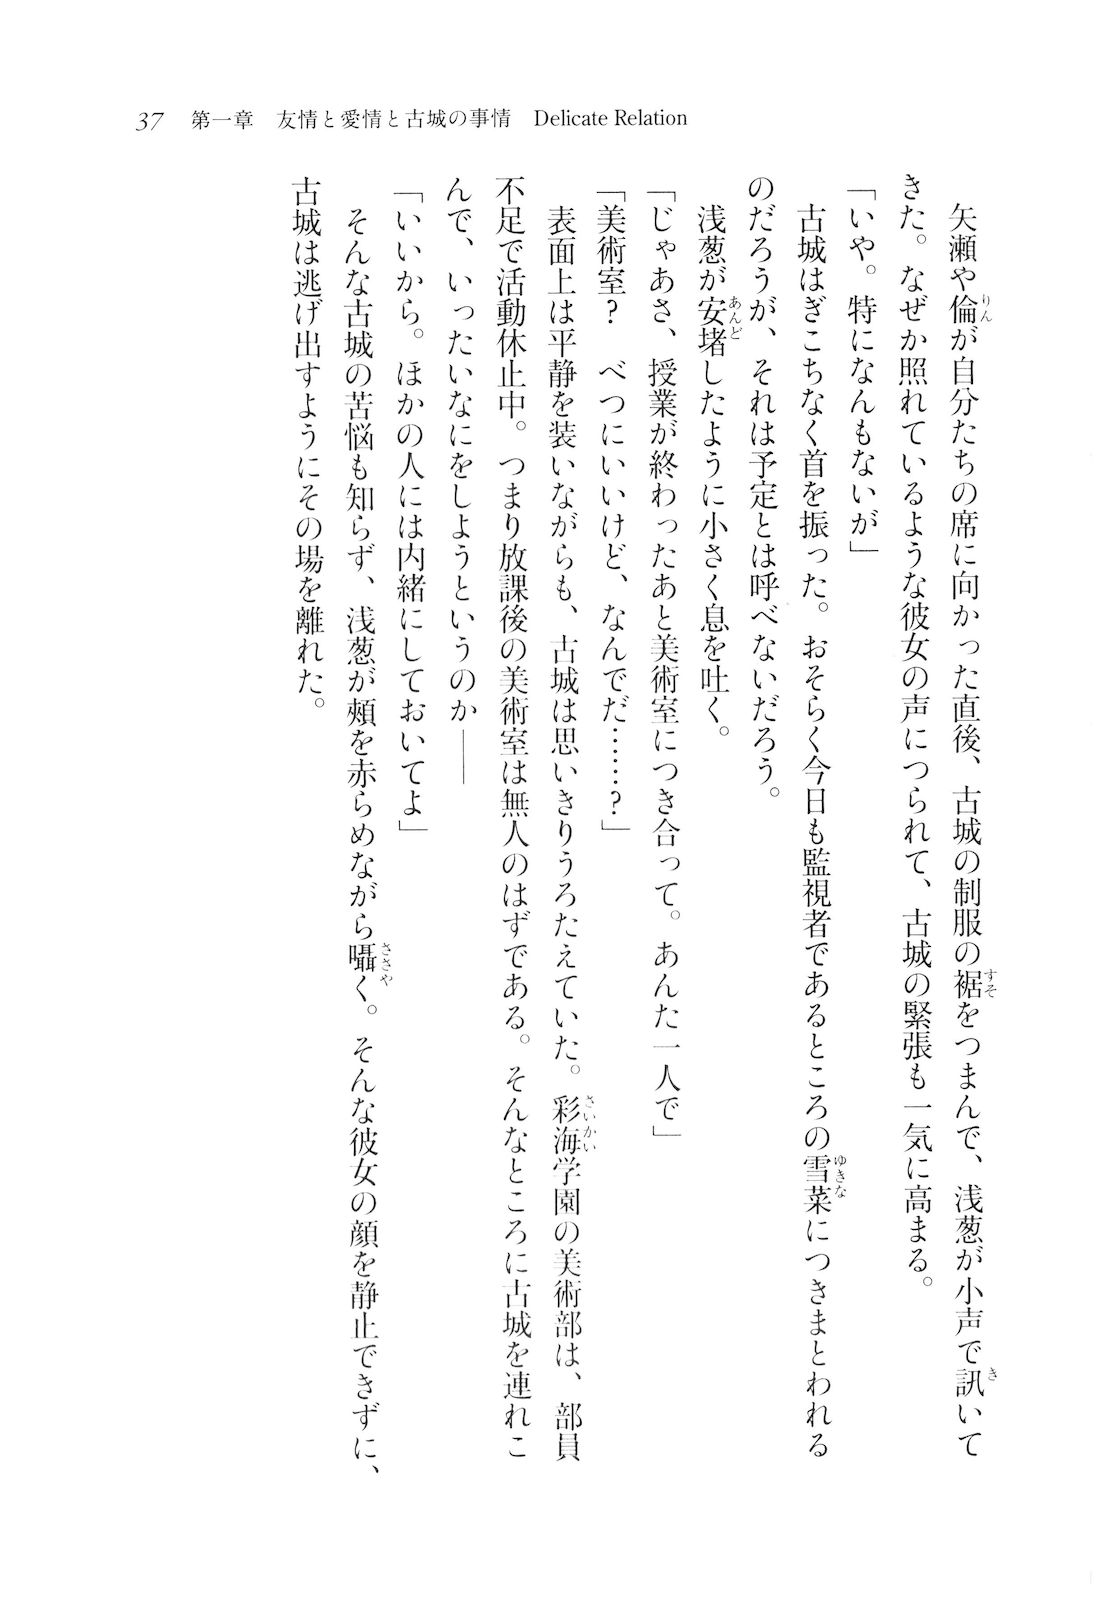 37 第一章 友情と愛情と古城の事情 Delicate Relation
矢瀬や倫が自分たちの席に向かった直後、古城の制服の裾をつまんで、浅葱が小声で訊いて
きた。なぜか照れているような彼女の声につられて、古城の緊張も一気に高まる。
「いや。特になんもないが」
古城はぎこちなく首を振った。おそらく今日も監視者であるところの雪菜につきまとわれる
のだろうが、それは予定とは呼べないだろう。
浅葱が安堵したように小さく息を吐く。
「じゃあさ、授業が終わったあと美術室につき合って。あんた一人で」
「美術室? べつにいいけど、なんでだ……?」
表面上は平静を装いながらも、古城は思いきりうろたえていた。彩海学園の美術部は、部員
不足で活動休止中。つまり放課後の美術室は無人のはずである。そんなところに古城を連れこ
んで、いったいなにをしようというのか――
「いいから。ほかの人には内緒にしておいてよ」
そんな古城の苦悩も知らず、浅葱が頰を赤らめながら囁く。そんな彼女の顔を静止できずに、
古城は逃げ出すようにその場を離れた。